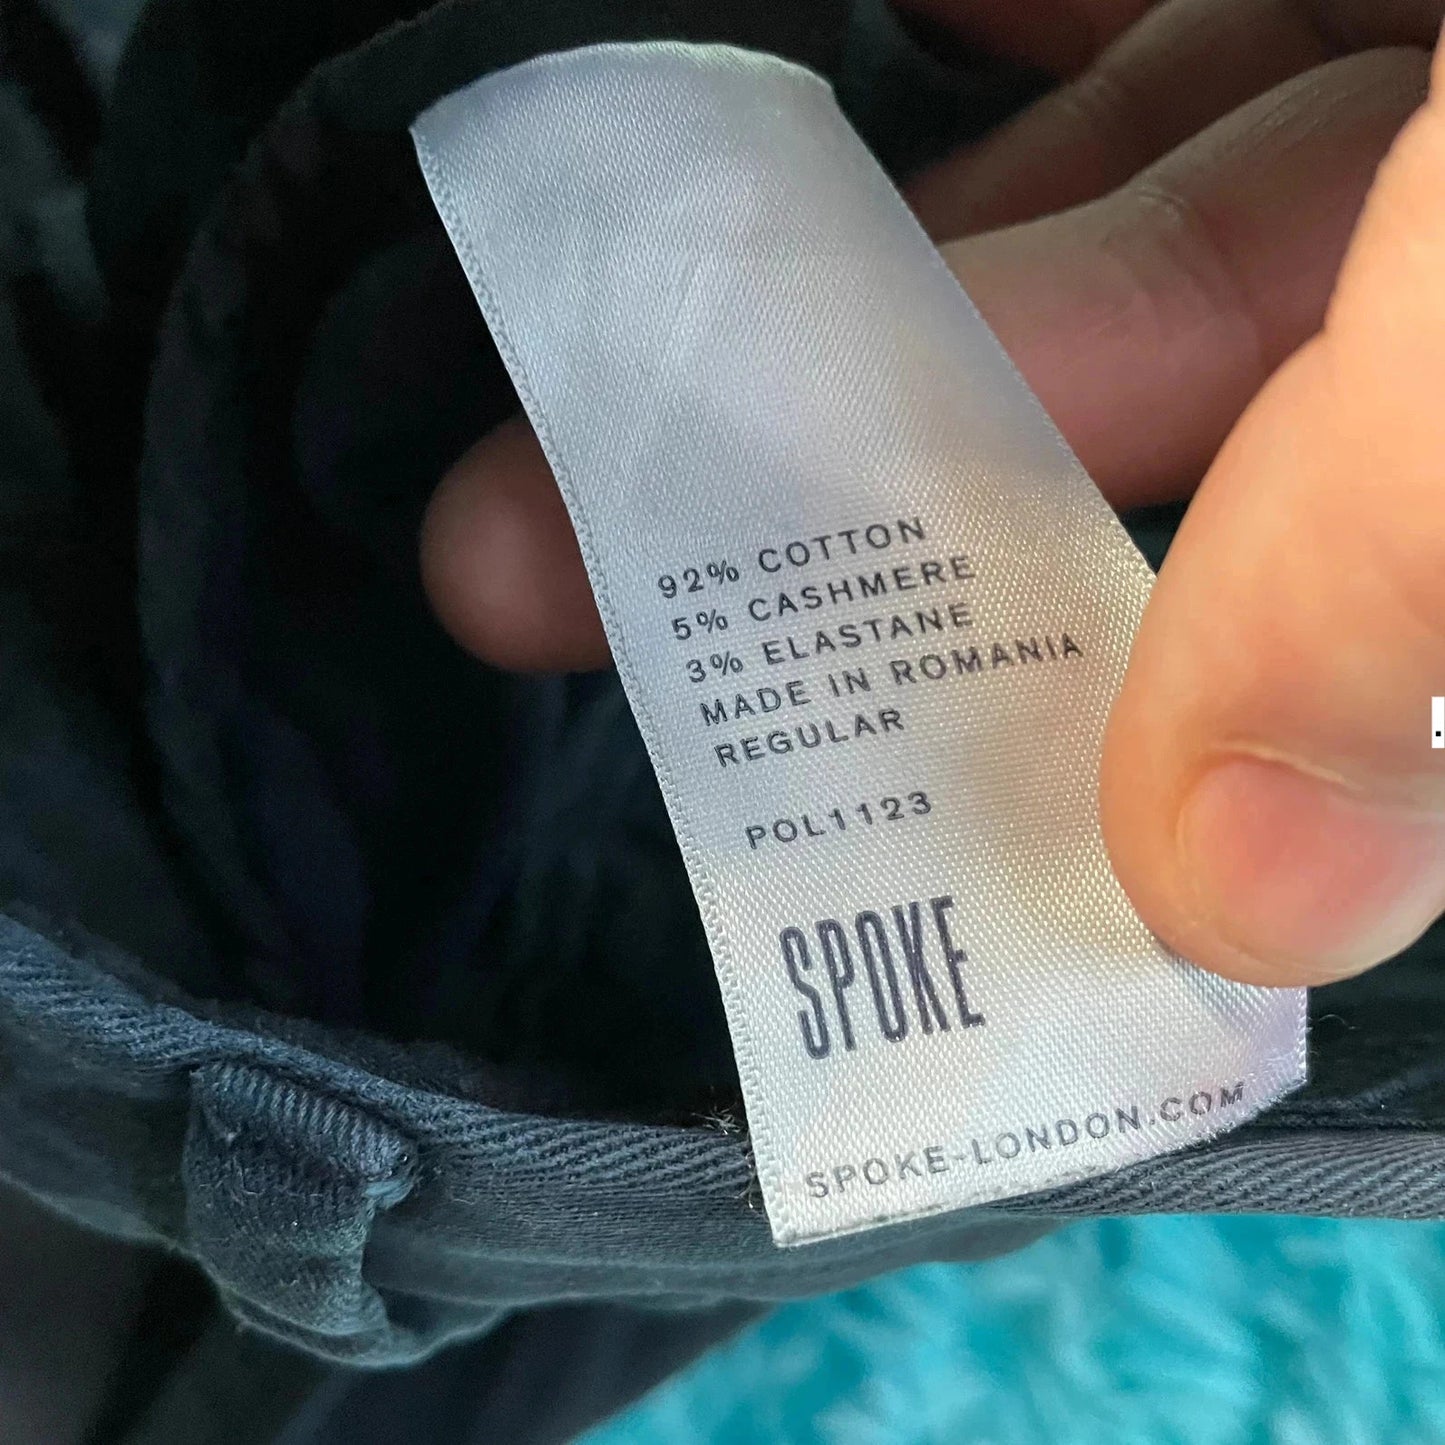 92% COTTON
5% CASHMERE
3% ELASTANE
MADE IN ROMANIA
REGULAR
POL1123
SPOKE
SPOKE-LONDON.COM
.